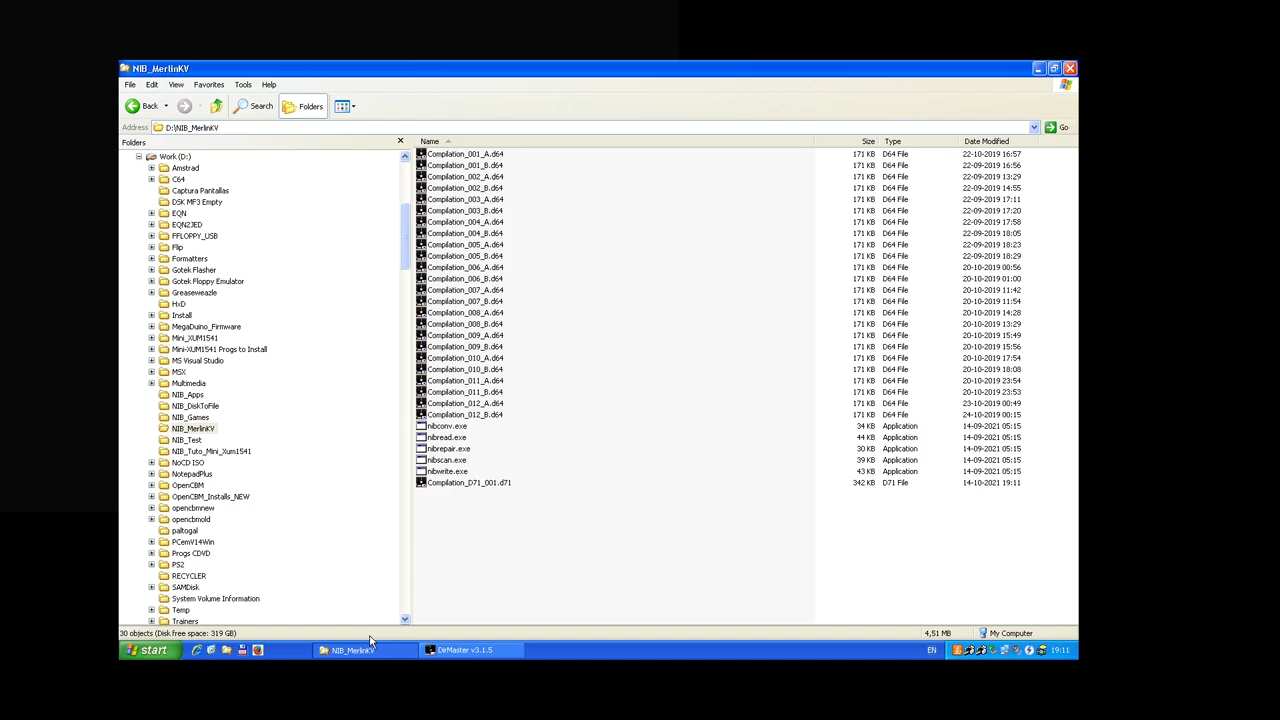 NIB_MerlinKV
File Edit View Favorites Tools Help
Back Search Folders
Address D:\NIB_MerlinKV Go
Folders Name Size Type Date Modified
Work (D:)
Amstrad
C64
Captura Pantallas
DSK MF3 Empty
EQN
EQN2JED
FFLOPPY_USB
Flip
Formatters
Gotek Flasher
Gotek Floppy Emulator
Greaseweazle
HxD
Install
MegaDuino_Firmware
Mini_XUM1541
Mini-XUM1541 Progs to Install
MS Visual Studio
MSX
Multimedia
NIB_Apps
NIB_DiskToFile
NIB_Games
NIB_MerlinKV
NIB_Test
NIB_Tuto_Mini_Xum1541
NoCD ISO
NotepadPlus
OpenCBM
OpenCBM_Installs_NEW
opencbmnew
opencbmold
paltogal
PCemV14Win
Progs CDVD
PS2
RECYCLER
SAMDisk
System Volume Information
Temp
Trainers
Compilation_001_A.d64 171 KB D64 File 22-10-2019 16:57
Compilation_001_B.d64 171 KB D64 File 22-09-2019 16:56
Compilation_002_A.d64 171 KB D64 File 22-09-2019 13:29
Compilation_002_B.d64 171 KB D64 File 22-09-2019 14:55
Compilation_003_A.d64 171 KB D64 File 22-09-2019 17:11
Compilation_003_B.d64 171 KB D64 File 22-09-2019 17:20
Compilation_004_A.d64 171 KB D64 File 22-09-2019 17:58
Compilation_004_B.d64 171 KB D64 File 22-09-2019 18:05
Compilation_005_A.d64 171 KB D64 File 22-09-2019 18:23
Compilation_005_B.d64 171 KB D64 File 22-09-2019 18:29
Compilation_006_A.d64 171 KB D64 File 20-10-2019 00:56
Compilation_006_B.d64 171 KB D64 File 20-10-2019 01:00
Compilation_007_A.d64 171 KB D64 File 20-10-2019 11:42
Compilation_007_B.d64 171 KB D64 File 20-10-2019 11:54
Compilation_008_A.d64 171 KB D64 File 20-10-2019 14:28
Compilation_008_B.d64 171 KB D64 File 20-10-2019 13:29
Compilation_009_A.d64 171 KB D64 File 20-10-2019 15:49
Compilation_009_B.d64 171 KB D64 File 20-10-2019 15:56
Compilation_010_A.d64 171 KB D64 File 20-10-2019 17:54
Compilation_010_B.d64 171 KB D64 File 20-10-2019 18:08
Compilation_011_A.d64 171 KB D64 File 20-10-2019 23:54
Compilation_011_B.d64 171 KB D64 File 20-10-2019 23:53
Compilation_012_A.d64 171 KB D64 File 23-10-2019 00:49
Compilation_012_B.d64 171 KB D64 File 24-10-2019 00:15
nibconv.exe 34 KB Application 14-09-2021 05:15
nibread.exe 44 KB Application 14-09-2021 05:15
nibrepair.exe 30 KB Application 14-09-2021 05:15
nibscan.exe 39 KB Application 14-09-2021 05:15
nibwrite.exe 43 KB Application 14-09-2021 05:15
Compilation_D71_001.d71 342 KB D71 File 14-10-2021 19:11
30 objects (Disk free space: 319 GB) 4,51 MB My Computer
start NIB_MerlinKV DirMaster v3.1.5 EN 19:11